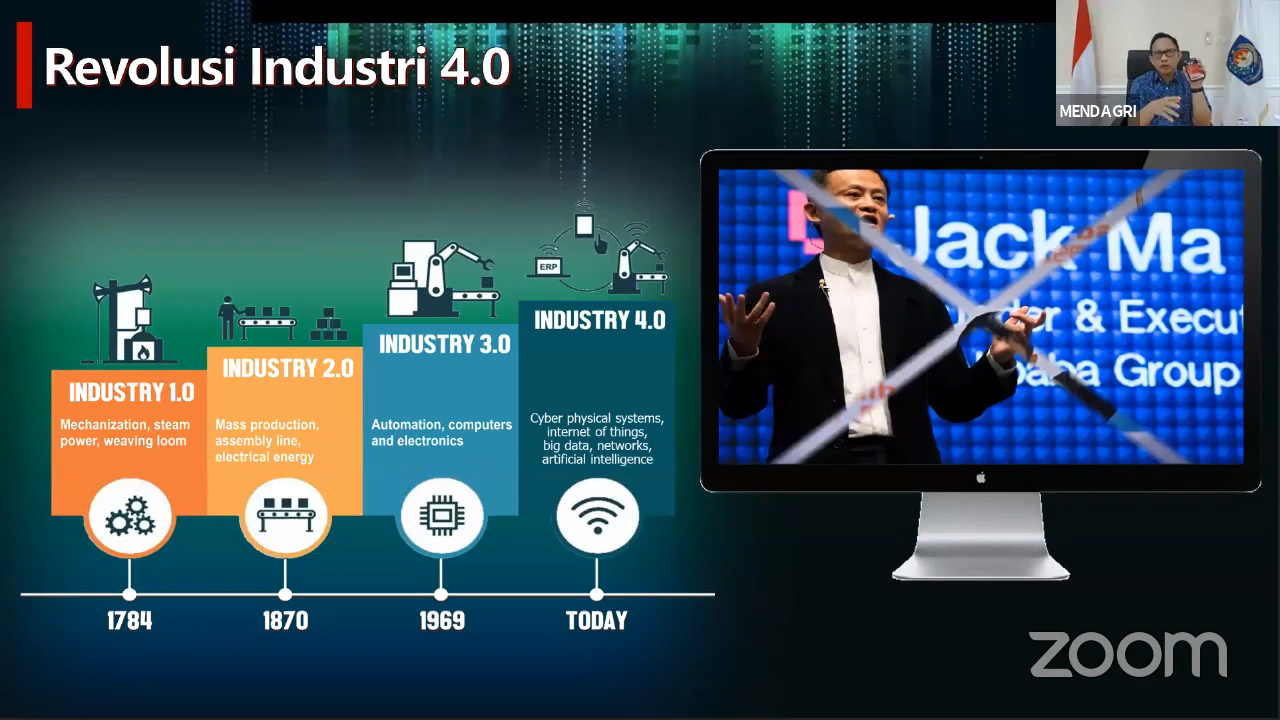 Revolusi Industri 4.0
MENDAGRI
Jack Ma
& Execut
Group
ERP
INDUSTRY 1.0
Mechanization, steam
power, weaving loom
INDUSTRY 2.0
Mass production,
assembly line,
electrical energy
INDUSTRY 3.0
Automation, computers
and electronics
INDUSTRY 4.0
Cyber physical systems,
internet of things,
big data, networks,
artificial intelligence
1784
1870
1969
TODAY
zoom